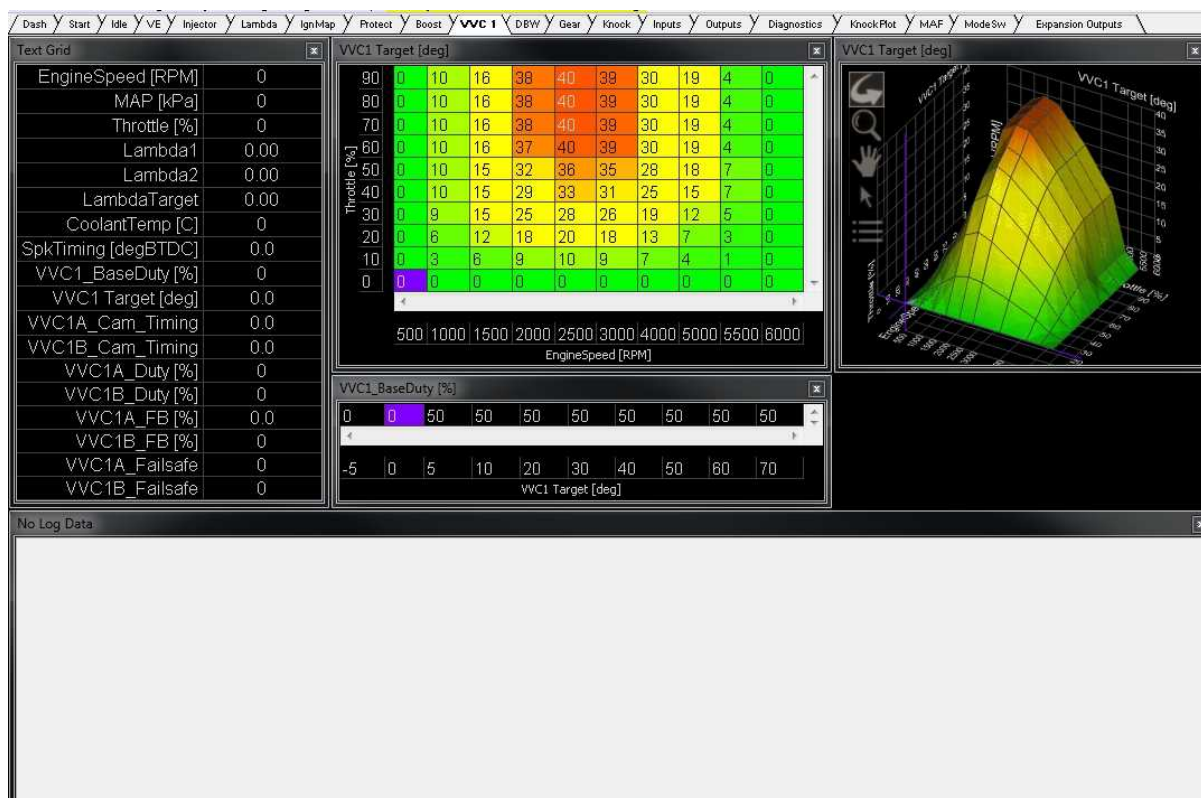 Dash Start Idle VE Injector Lambda IgnMap Protect Boost VVC 1 DBW Gear Knock Inputs Outputs Diagnostics KnockPlot MAF ModeSw Expansion Outputs
Text Grid
EngineSpeed [RPM] 0
MAP [kPa] 0
Throttle [%] 0
Lambda1 0.00
Lambda2 0.00
LambdaTarget 0.00
CoolantTemp [C] 0
SpkTiming [degBTDC] 0.0
VVC1_BaseDuty [%] 0
VVC1 Target [deg] 0.0
VVC1A_Cam_Timing 0.0
VVC1B_Cam_Timing 0.0
VVC1A_Duty [%] 0
VVC1B_Duty [%] 0
VVC1A_FB [%] 0.0
VVC1B_FB [%] 0
VVC1A_Failsafe 0
VVC1B_Failsafe 0
VVC1 Target [deg]
Throttle [%]
90 0 10 16 38 40 39 30 19 4 0
80 0 10 16 38 40 39 30 19 4 0
70 0 10 16 38 40 39 30 19 4 0
60 0 10 16 37 40 39 30 19 4 0
50 0 10 15 32 36 35 28 18 7 0
40 0 10 15 29 33 31 25 15 7 0
30 0 9 15 25 28 26 19 12 5 0
20 0 6 12 18 20 18 13 7 3 0
10 0 3 6 9 10 9 7 4 1 0
0 0 0 0 0 0 0 0 0 0 0
500 1000 1500 2000 2500 3000 4000 5000 5500 6000
EngineSpeed [RPM]
VVC1_BaseDuty [%]
0 0 50 50 50 50 50 50 50 50
-5 0 5 10 20 30 40 50 60 70
VVC1 Target [deg]
VVC1 Target [deg]
VVC1 Target [deg]
40
35
30
25
20
15
10
5
No Log Data